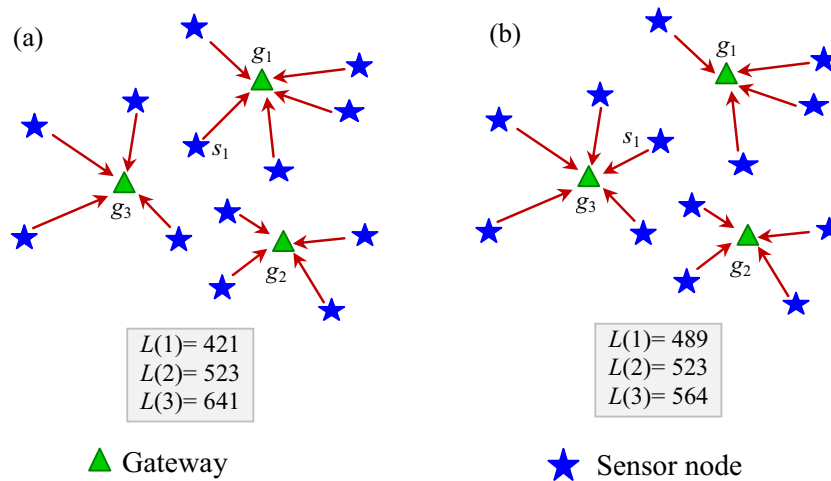 (a)
g1
s1
g3
g2
L(1)= 421
L(2)= 523
L(3)= 641
(b)
g1
s1
g3
g2
L(1)= 489
L(2)= 523
L(3)= 564
Gateway
Sensor node